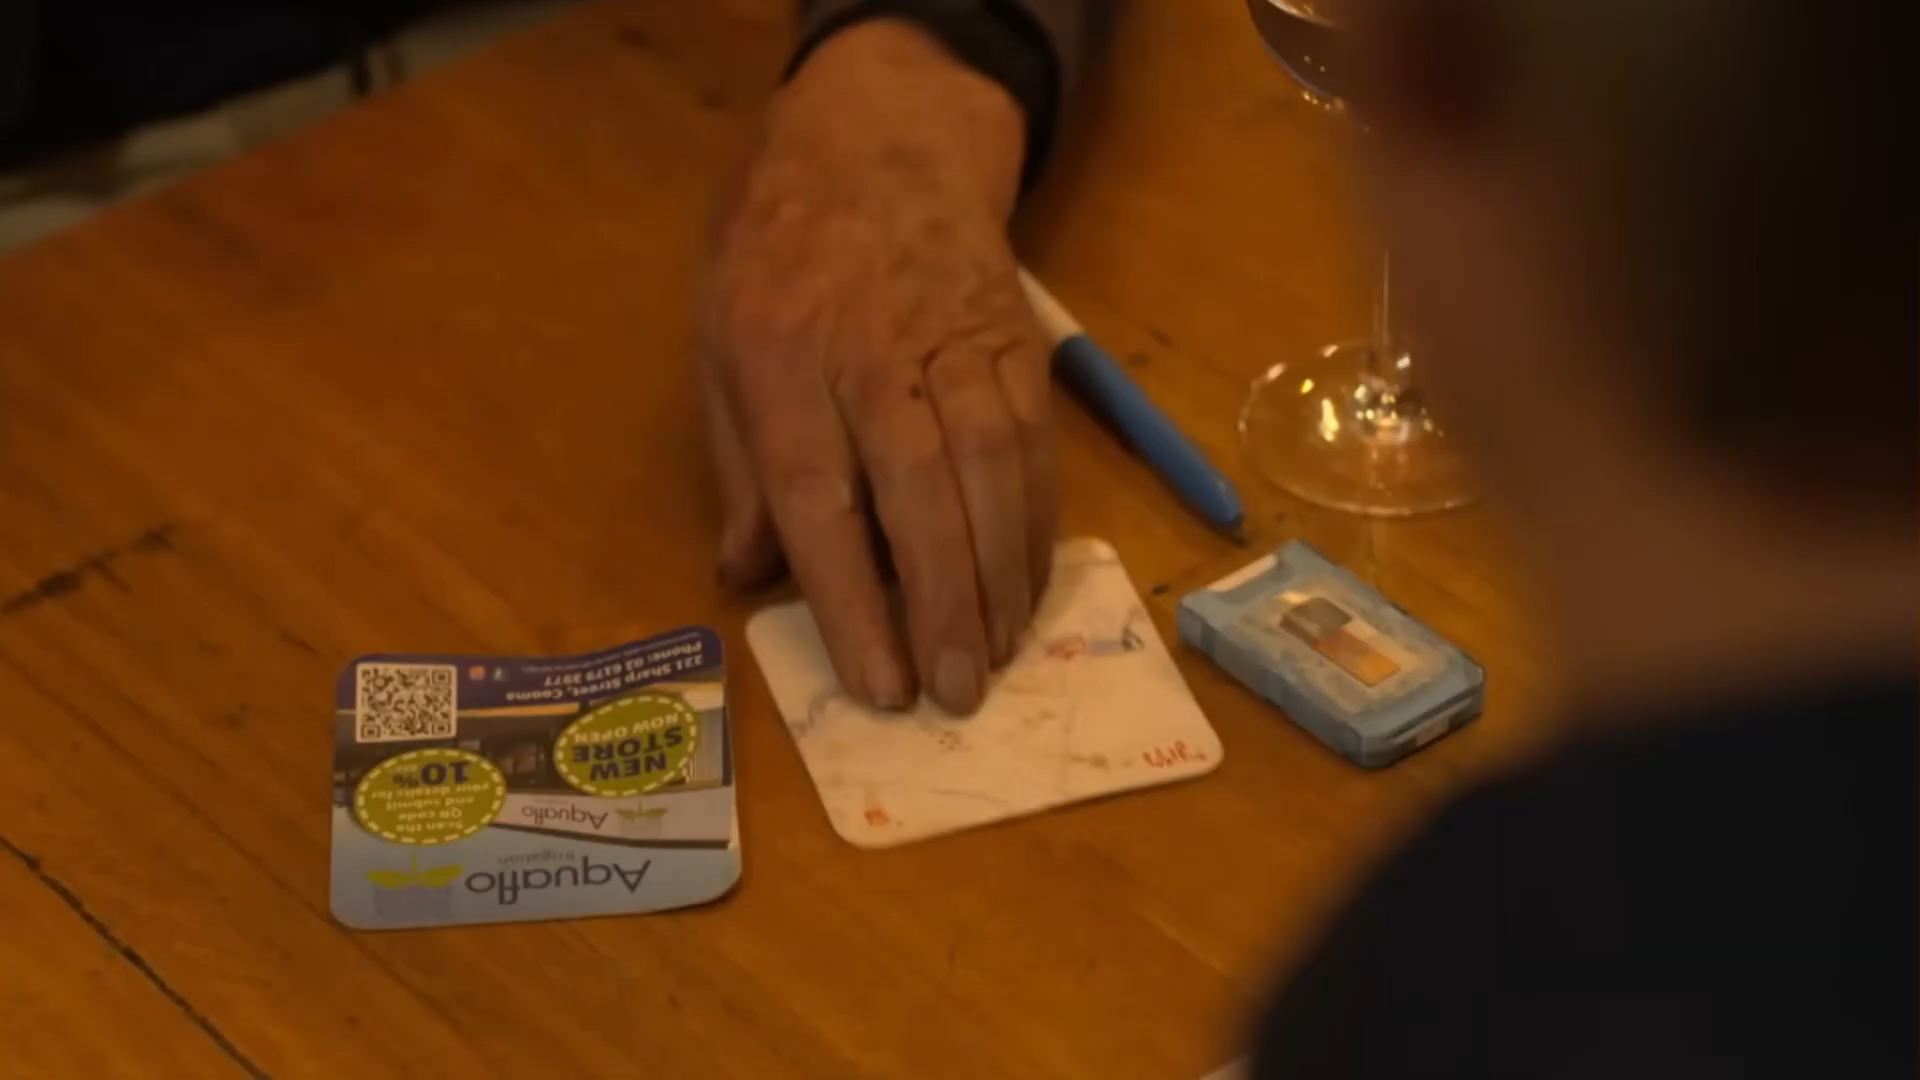 Aquaflo
Irrigation
Aquaflo
NEW
STORE
NOW OPEN
Scan the
QR code
and submit
your details for
10%
221 Sharp Street, Cooma
Phone: 02 6179 3977